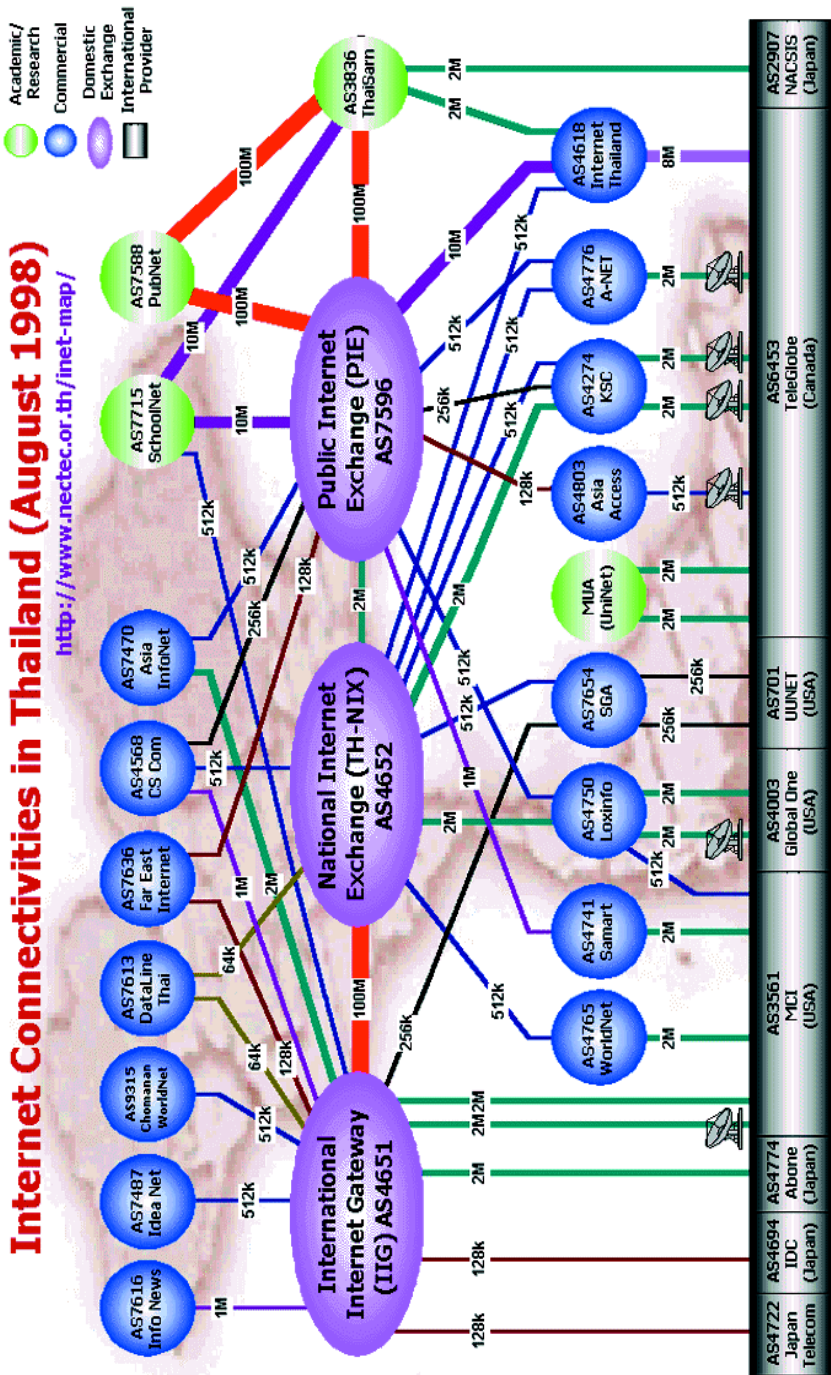 Internet Connectivities in Thailand (August 1998)
http://www.nectec.or.th/inet-map/
Academic/
Research
Commercial
Domestic
Exchange
International
Provider
AS7616
Info News
AS7487
Idea Net
AS9315
Chomanan
WorldNet
AS7613
DataLine
Thai
AS7636
Far East
Internet
AS4568
CS Com
AS7470
Asia
InfoNet
AS7715
SchoolNet
AS7588
PubNet
AS3836
ThaiSarn
1M
512k
512k
64k
64k
128k
1M
2M
512k
256k
512k
128k
512k
10M
10M
100M
100M
100M
International
Internet Gateway
(IIG) AS4651
100M
National Internet
Exchange (TH-NIX)
AS4652
2M
Public Internet
Exchange (PIE)
AS7596
128k
128k
2M
2M2M
256k
512k
2M
1M
512k
512k
2M
128k
256k
512k
512k
512k
10M
2M
2M
AS4765
WorldNet
AS4741
Samart
AS4750
Loxinfo
AS7654
SGA
MUA
(UniNet)
AS4803
Asia
Access
AS4274
KSC
AS4776
A-NET
AS4618
Internet
Thailand
2M
2M
512k
2M
2M
256k
256k
2M
2M
512k
2M
2M
2M
8M
AS4722
Japan
Telecom
AS4694
IDC
(Japan)
AS4774
Abone
(Japan)
AS3561
MCI
(USA)
AS4003
Global One
(USA)
AS701
UUNET
(USA)
AS6453
TeleGlobe
(Canada)
AS2907
NACSIS
(Japan)